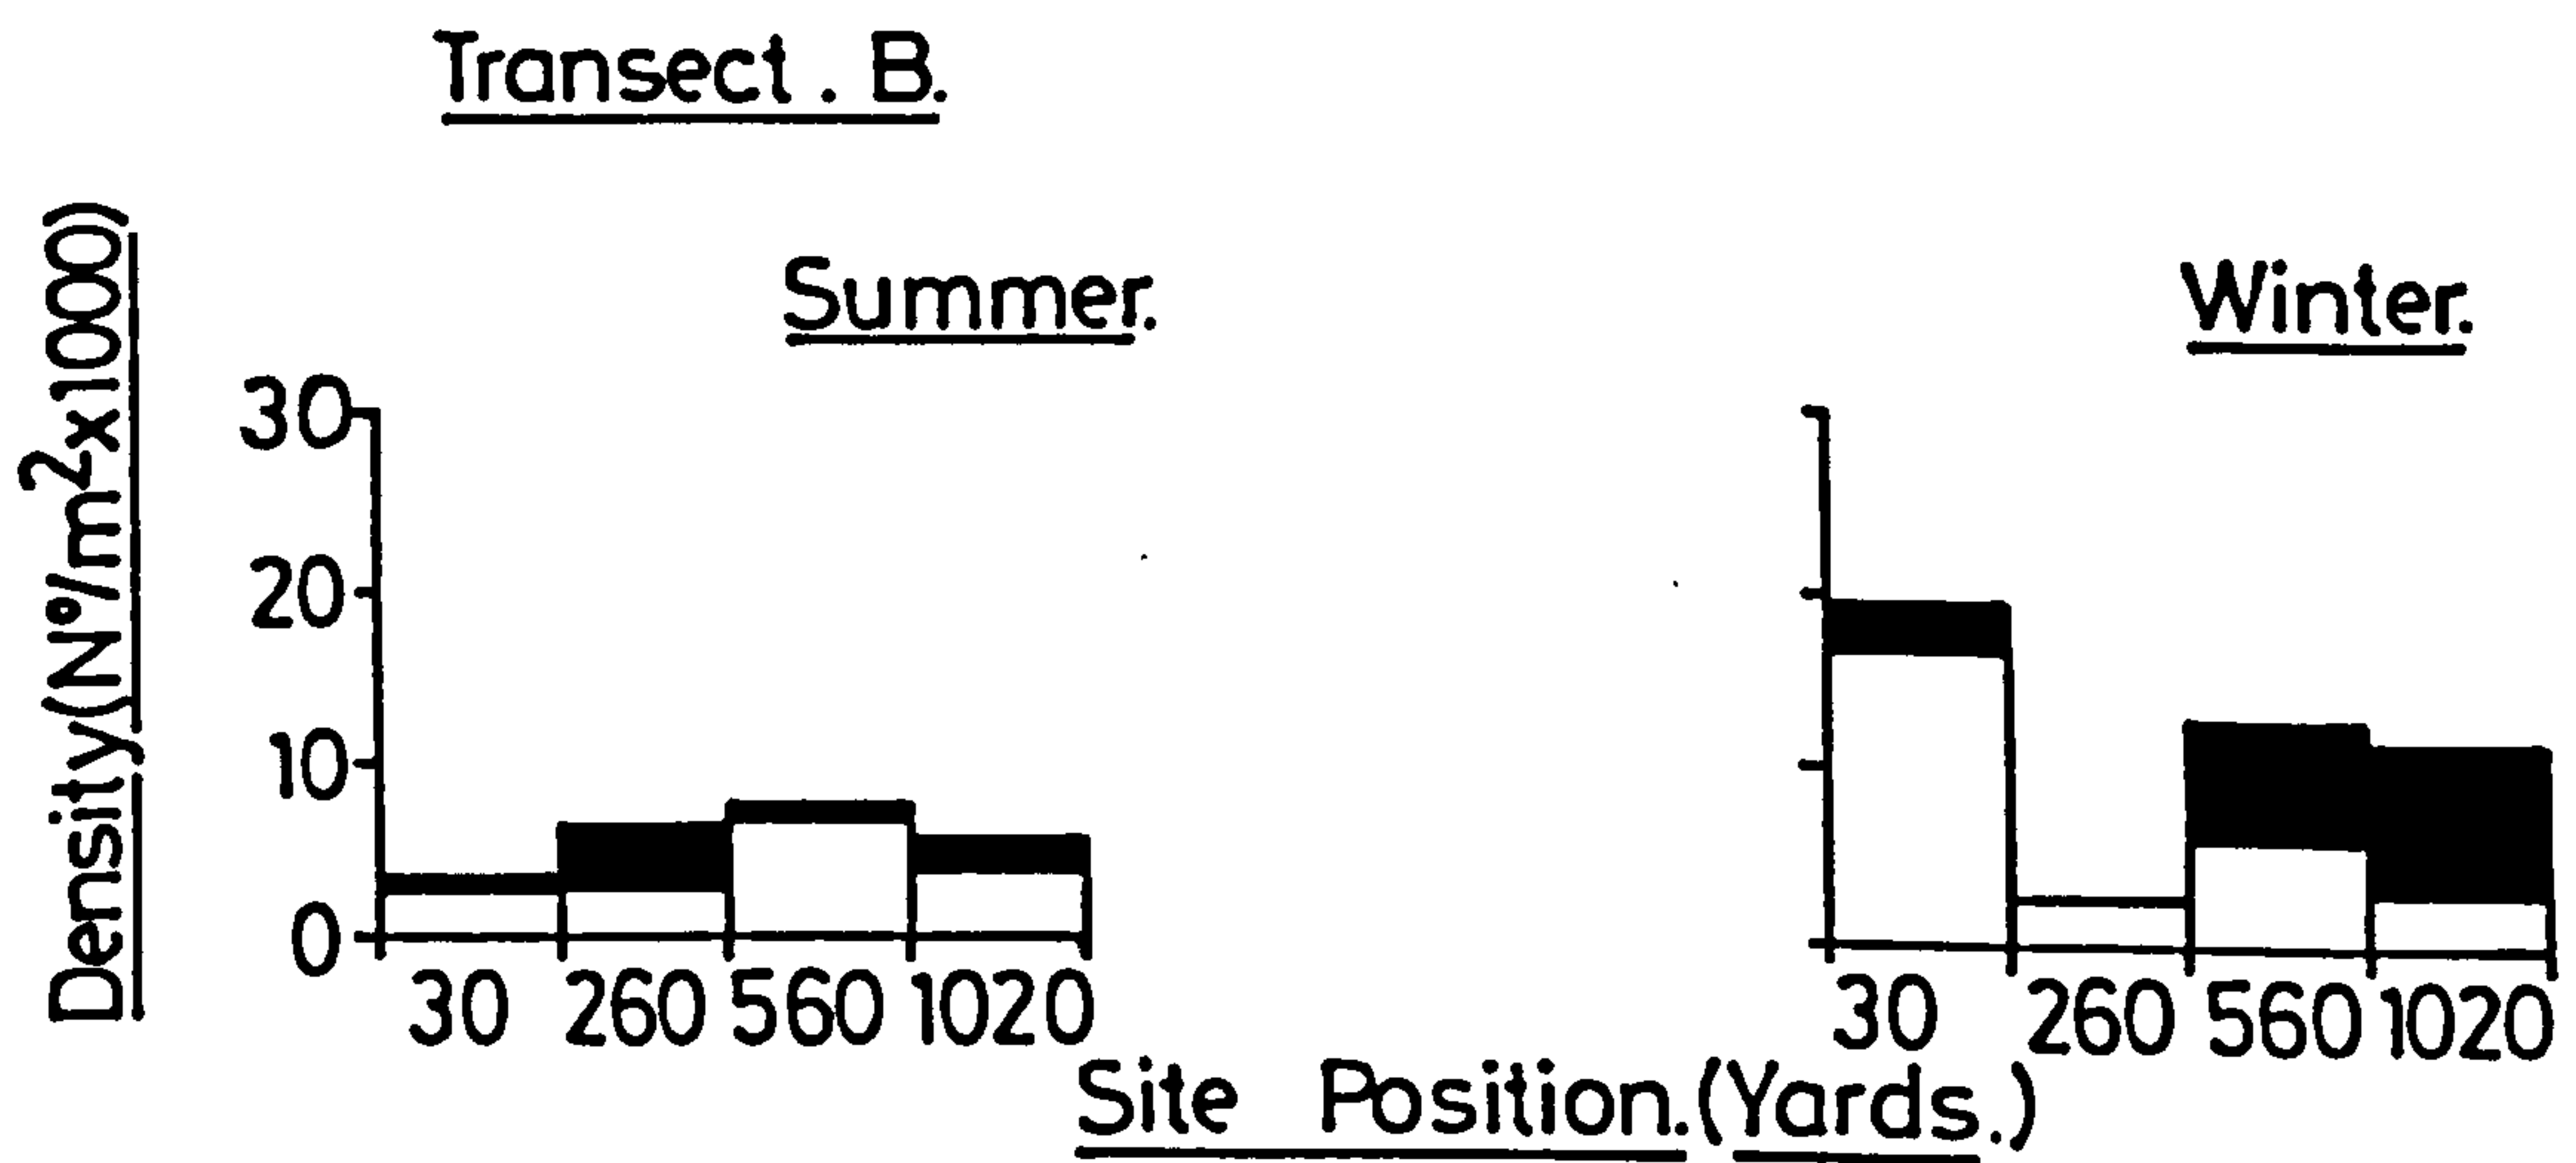 Transect . B.
Density(N°/m²x1000)
Summer.
Winter.
30
20
10
0
30 260 560 1020
30 260 560 1020
Site Position.(Yards.)